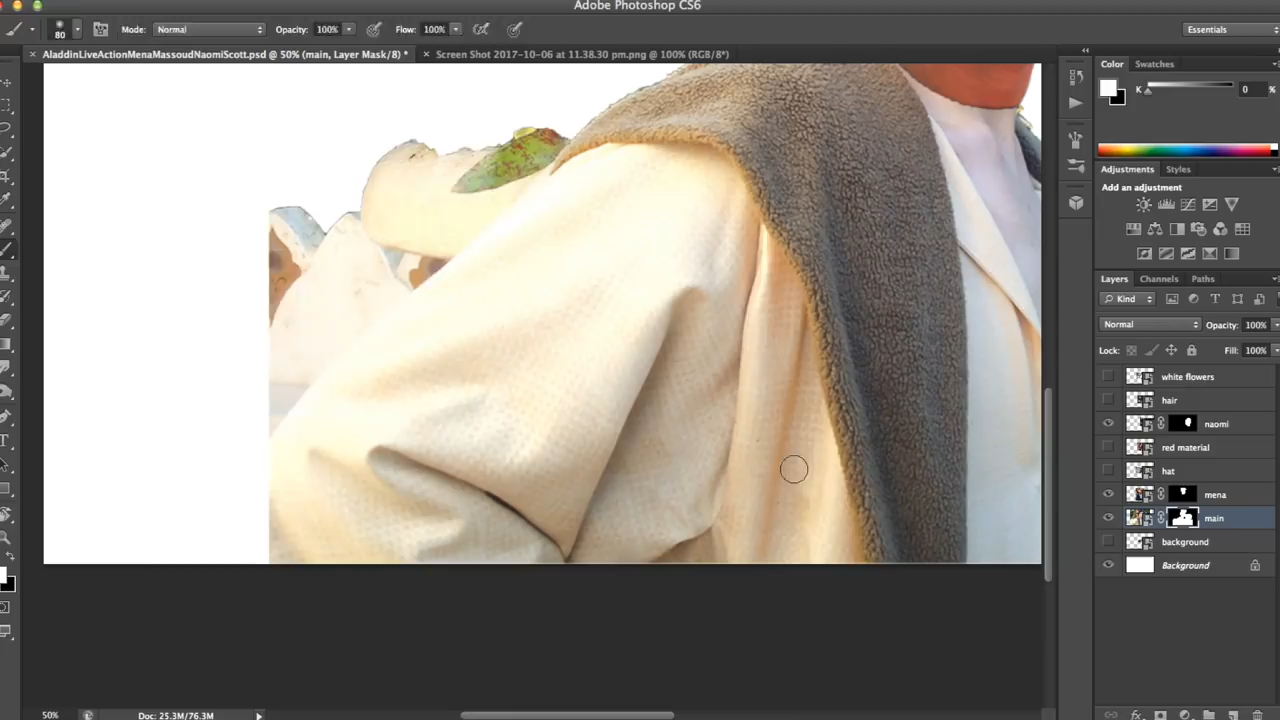 Adobe Photoshop CS6
80 Mode: Normal Opacity: 100% Flow: 100% Essentials
× AladdinLiveActionMenaMassoudNaomiScott.psd @ 50% (main, Layer Mask/8) * × Screen Shot 2017-10-06 at 11.38.30 pm.png @ 100% (RGB/8*)
Color Swatches
K 0 %
Adjustments Styles
Add an adjustment
Layers Channels Paths
Kind
Normal Opacity: 100%
Lock: Fill: 100%
white flowers
hair
naomi
red material
hat
mena
main
background
Background
50% Doc: 25.3M/76.3M